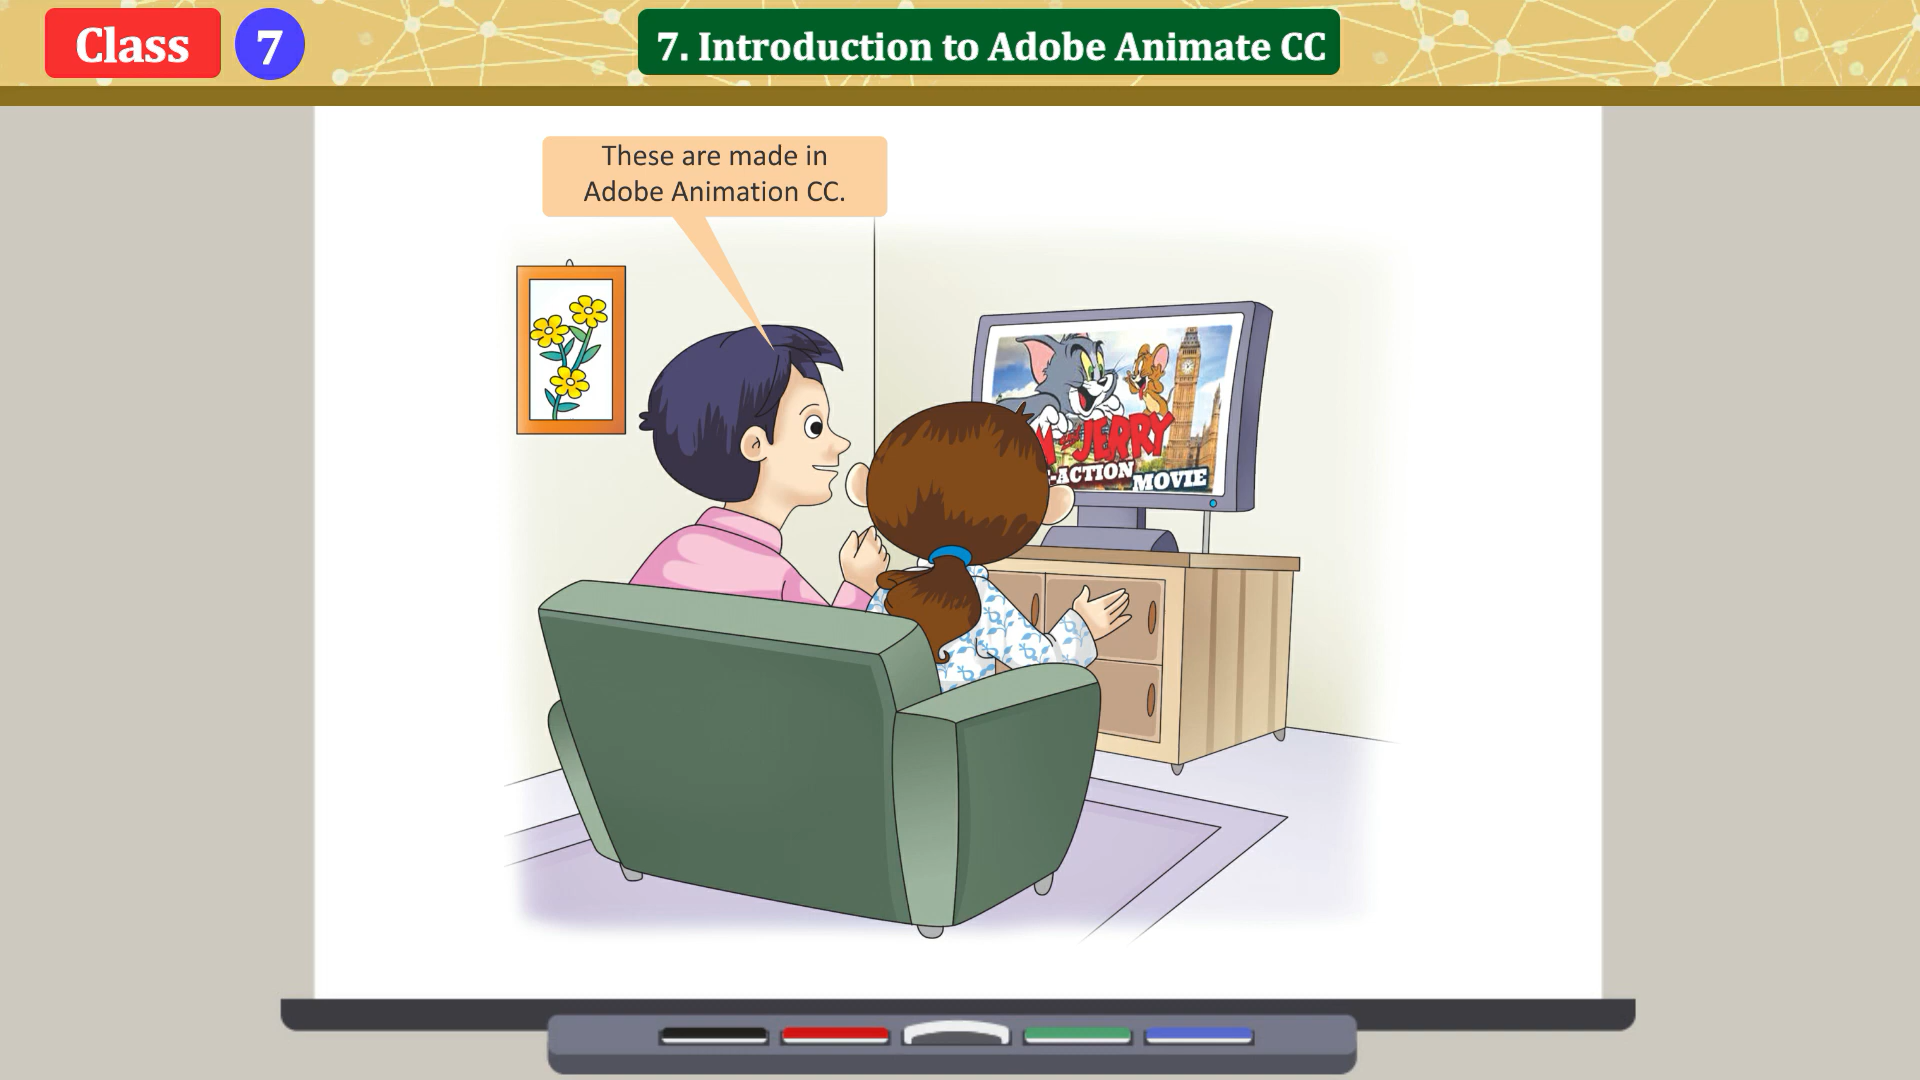 Class 7
7. Introduction to Adobe Animate CC
These are made in
Adobe Animation CC.
JERRY
-ACTION
MOVIE